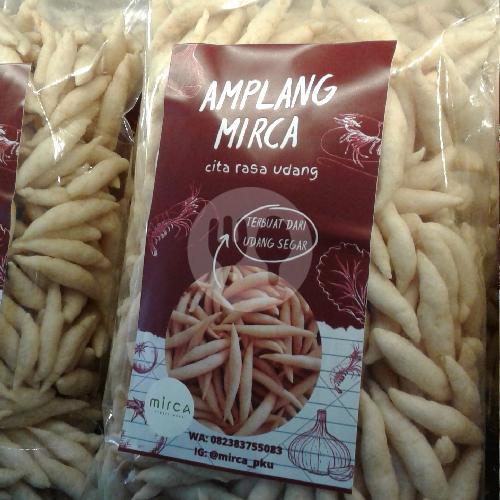 AMPLANG
MIRCA
cita rasa udang
TERBUAT DARI
UDANG SEGAR
mirca
WA: 082383755083
IG: @mirca_pku